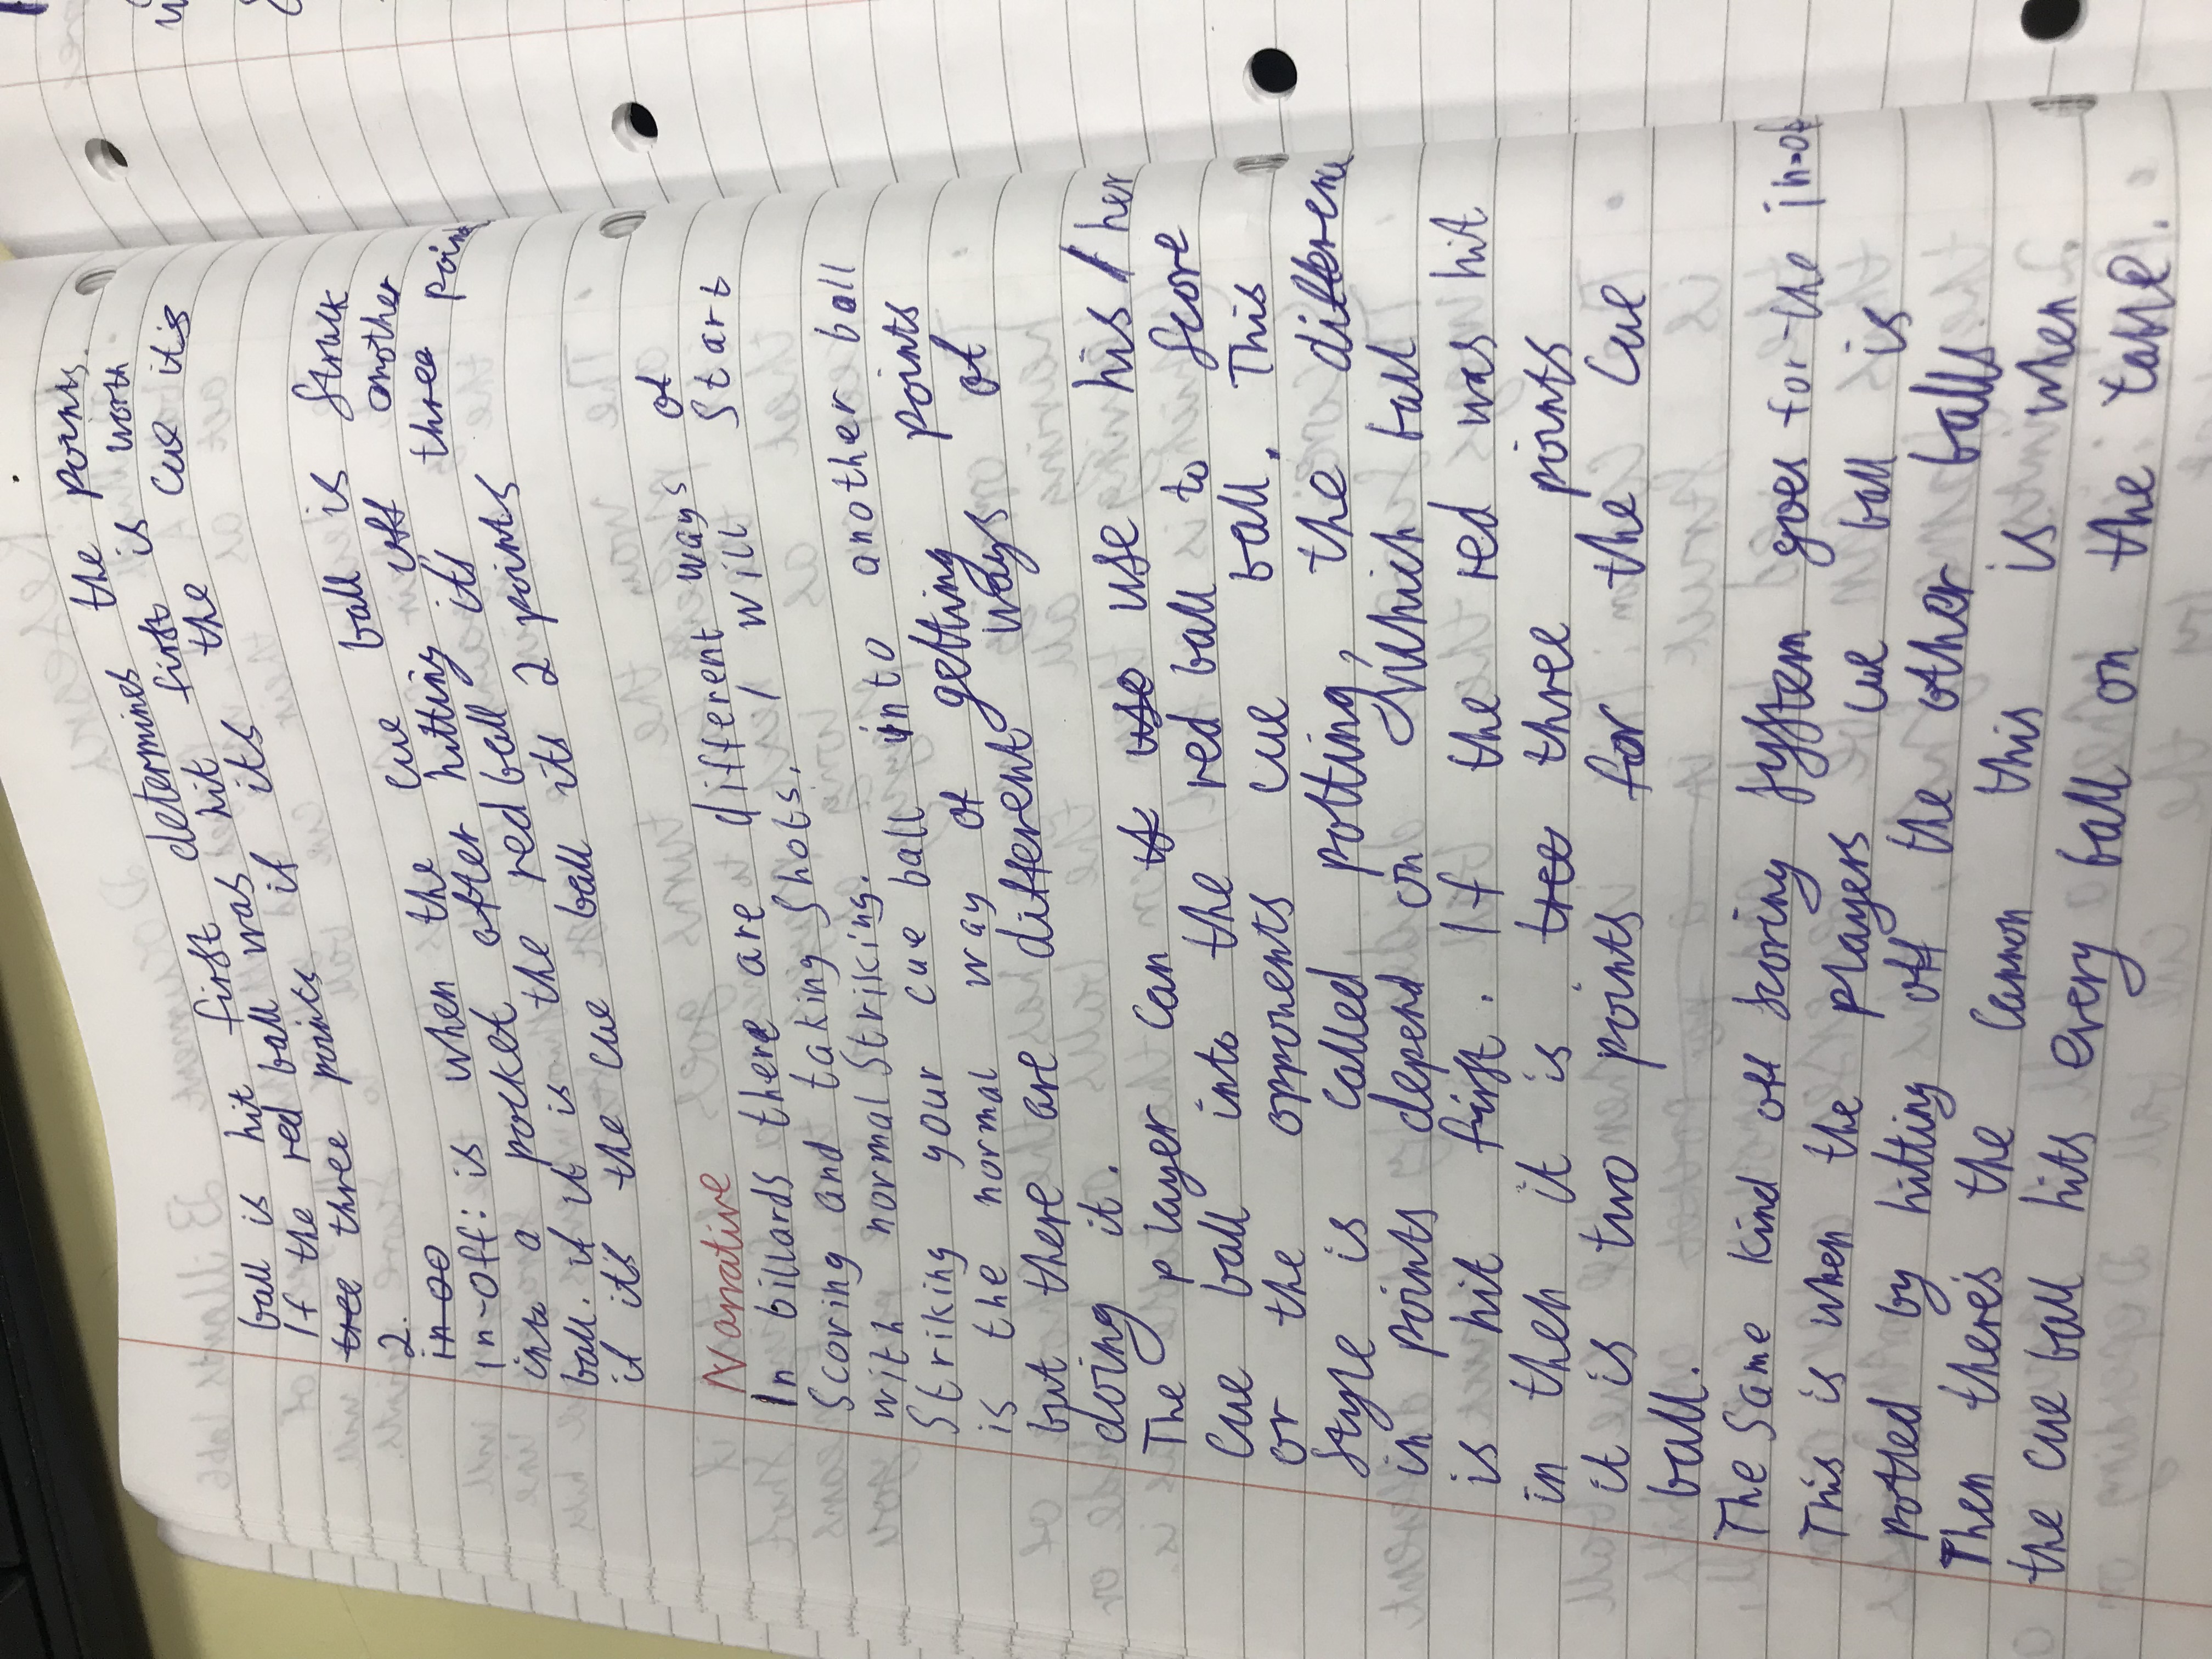 ball is hit first determines the points.
If the red ball was hit first is worth
tree three points if its the cue it's
2.
in oo
In-Off: is when the cue ball is struck
into a pocket after hitting off another
ball. if it is the red ball its three poin
if it's the cue ball its 2 points
Narrative
In billards there are different ways of
Scoring and taking shots. I will Start
with normal Striking.
Striking your cue ball into another ball
is the normal way of getting points
but there are different ways of
doing it.
The player can use use his/her
cue ball into the red ball to score
or the opponents cue ball. This
style is called potting, the difference
in points depend on which ball
is hit first. If the red was hit
in then it is tree three points
it is two points for the cue
ball.
The Same kind off scoring system goes for the in-of
This is when the players cue ball is
potted by hitting off the other balls
Then there's the Cannon this is when
the cue ball hits every ball on the table.